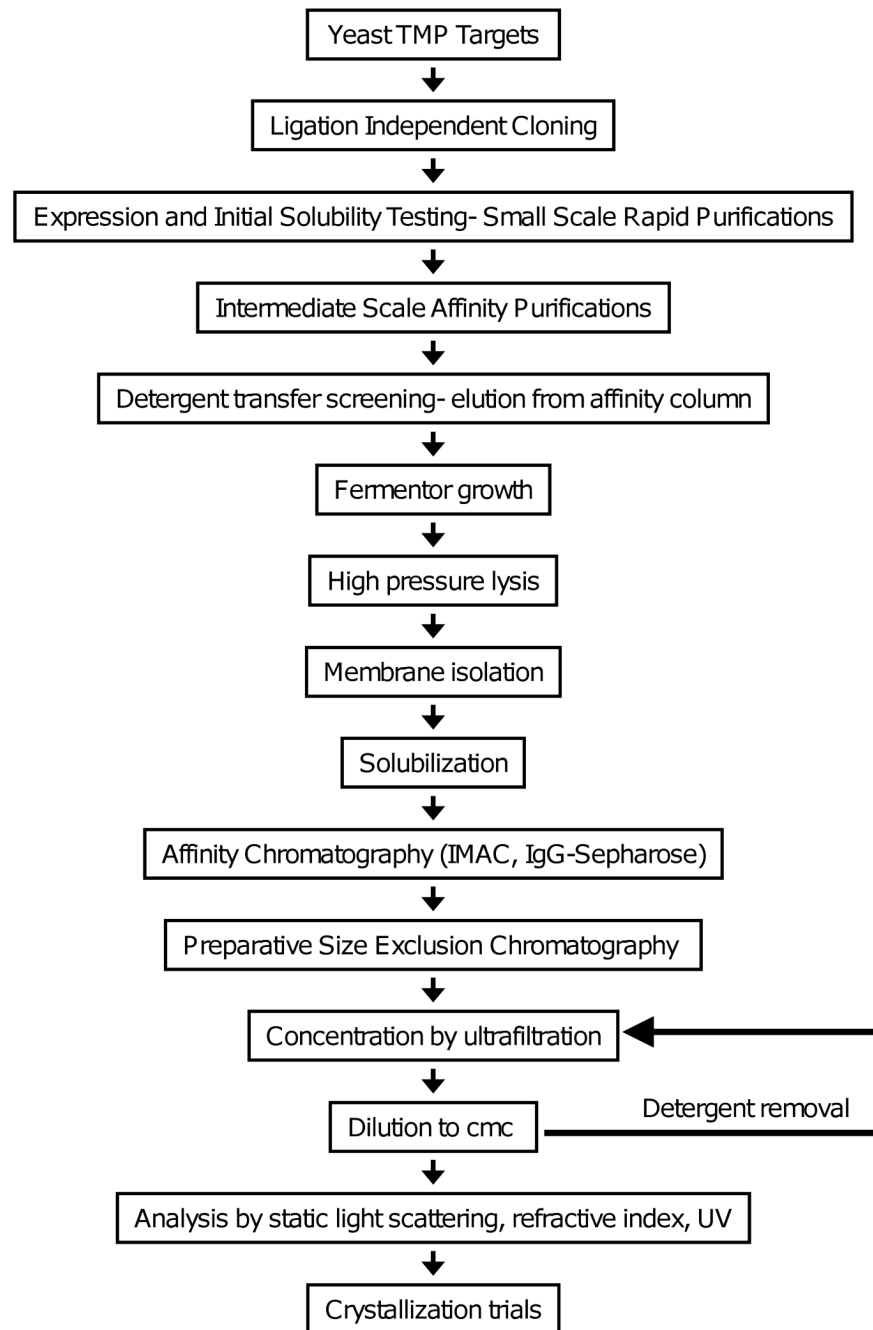 Yeast TMP Targets
Ligation Independent Cloning
Expression and Initial Solubility Testing- Small Scale Rapid Purifications
Intermediate Scale Affinity Purifications
Detergent transfer screening- elution from affinity column
Fermentor growth
High pressure lysis
Membrane isolation
Solubilization
Affinity Chromatography (IMAC, IgG-Sepharose)
Preparative Size Exclusion Chromatography
Concentration by ultrafiltration
Detergent removal
Dilution to cmc
Analysis by static light scattering, refractive index, UV
Crystallization trials